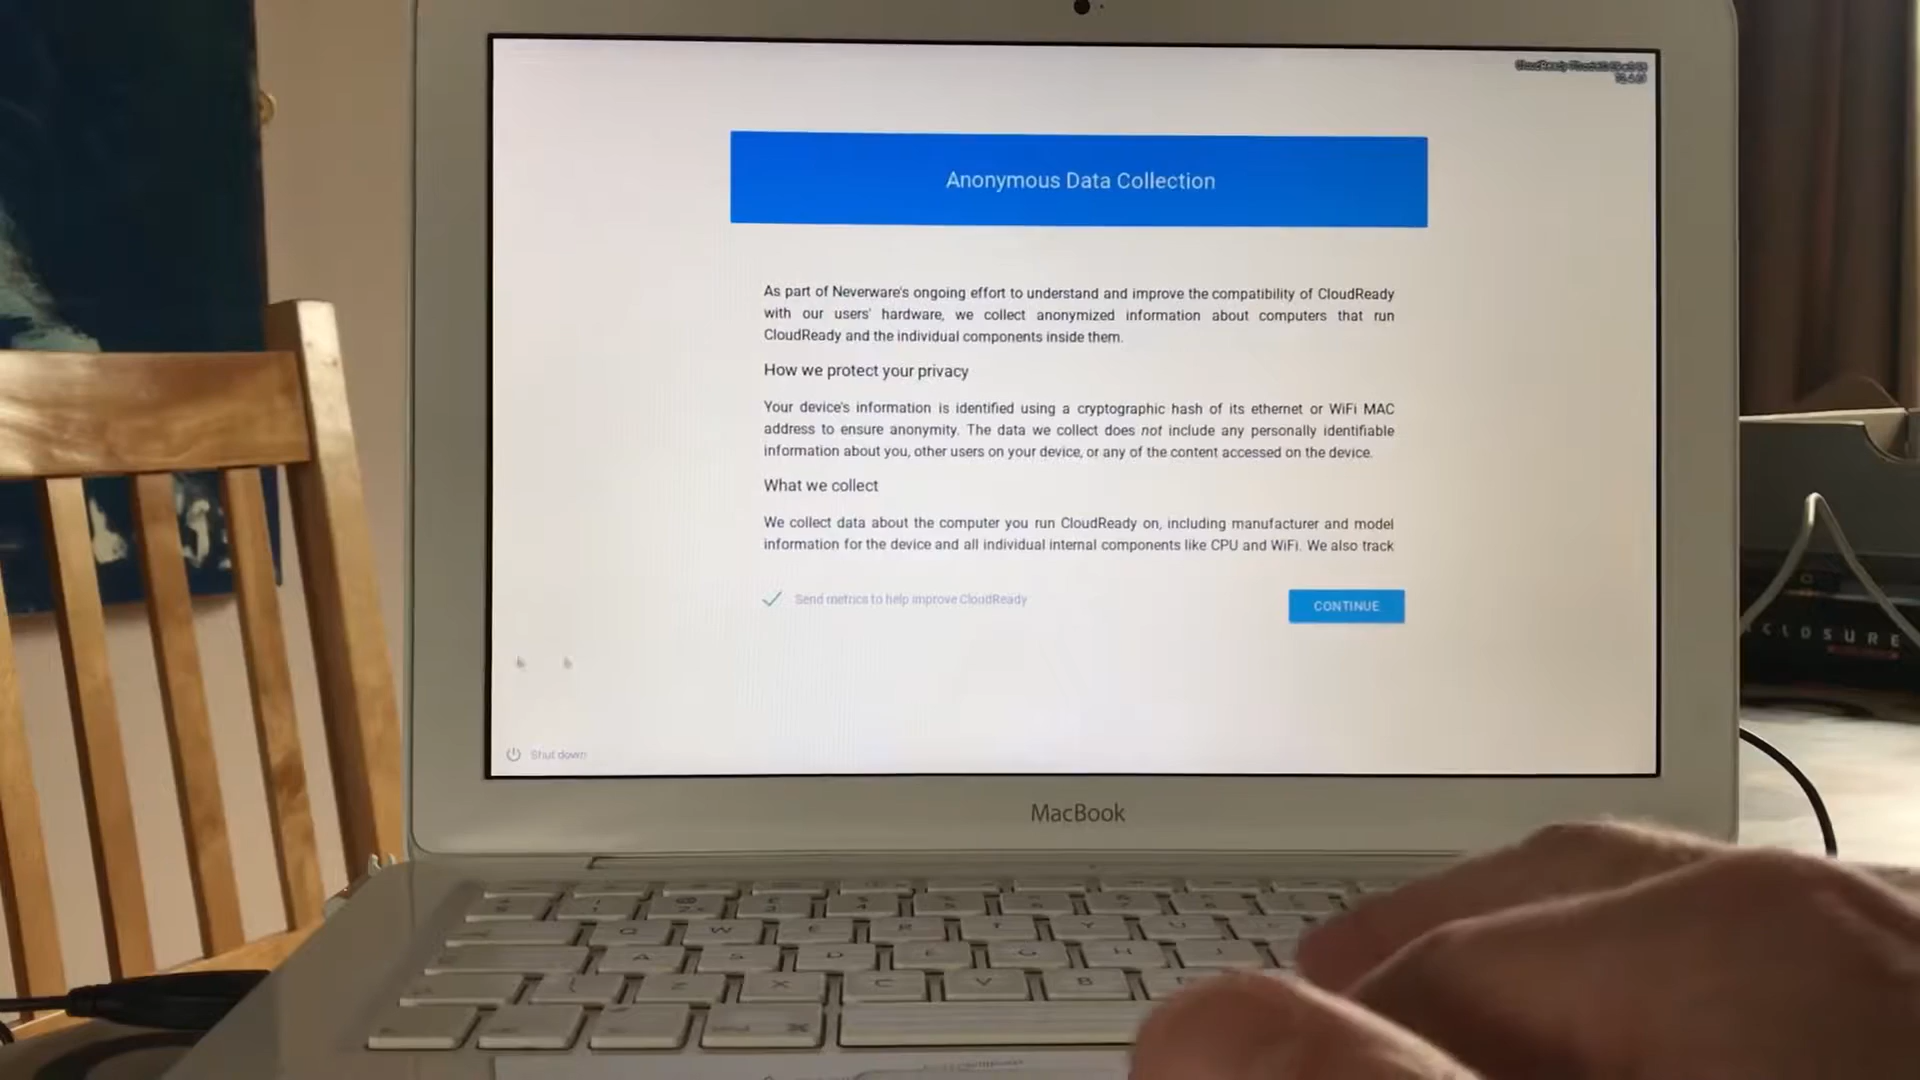 CloudReady
Anonymous Data Collection
As part of Neverware's ongoing effort to understand and improve the compatibility of CloudReady
with our users' hardware, we collect anonymized information about computers that run
CloudReady and the individual components inside them.
How we protect your privacy
Your device's information is identified using a cryptographic hash of its ethernet or WiFi MAC
address to ensure anonymity. The data we collect does not include any personally identifiable
information about you, other users on your device, or any of the content accessed on the device.
What we collect
We collect data about the computer you run CloudReady on, including manufacturer and model
information for the device and all individual internal components like CPU and WiFi. We also track
Send metrics to help improve CloudReady
CONTINUE
CLOSURE
Shut down
MacBook
Q W E R T Y U
A S D F G H J
Z X C V B